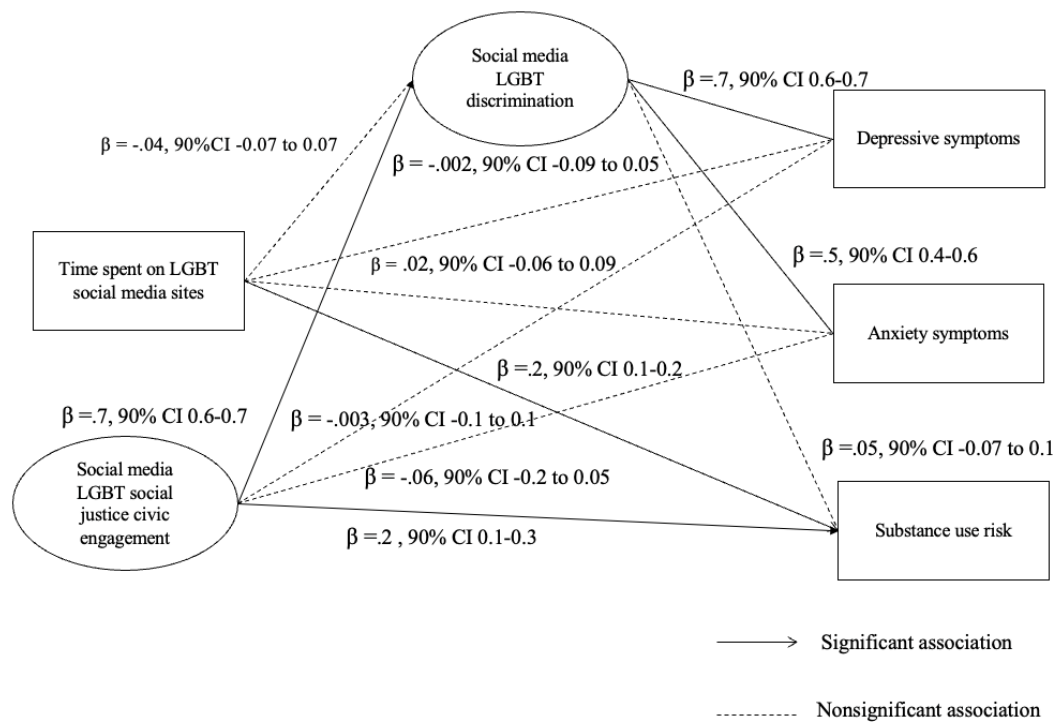 Social media
LGBT
discrimination
β =.7, 90% CI 0.6-0.7
Depressive symptoms
β = -.04, 90%CI -0.07 to 0.07
β = -.002, 90% CI -0.09 to 0.05
Time spent on LGBT
social media sites
β = .02, 90% CI -0.06 to 0.09
β =.5, 90% CI 0.4-0.6
Anxiety symptoms
β =.2, 90% CI 0.1-0.2
β =.7, 90% CI 0.6-0.7
β = -.003, 90% CI -0.1 to 0.1
β =.05, 90% CI -0.07 to 0.1
Social media
LGBT social
justice civic
engagement
β = -.06, 90% CI -0.2 to 0.05
β =.2 , 90% CI 0.1-0.3
Substance use risk
Significant association
Nonsignificant association